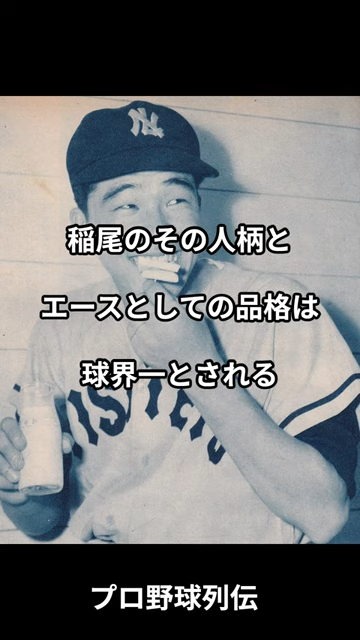 NY
稲尾のその人柄と
エースとしての品格は
球界一とされる
プロ野球列伝